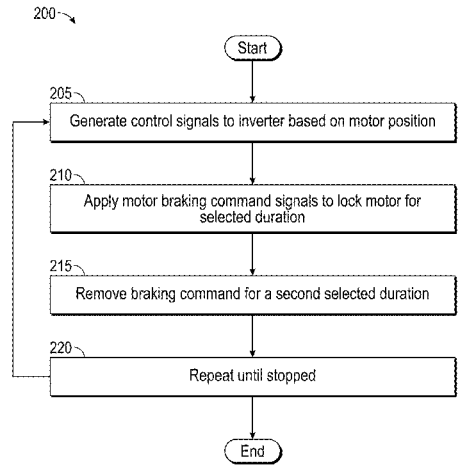 200
Start
205
Generate control signals to inverter based on motor position
210
Apply motor braking command signals to lock motor for
selected duration
215
Remove braking command for a second selected duration
220
Repeat until stopped
End